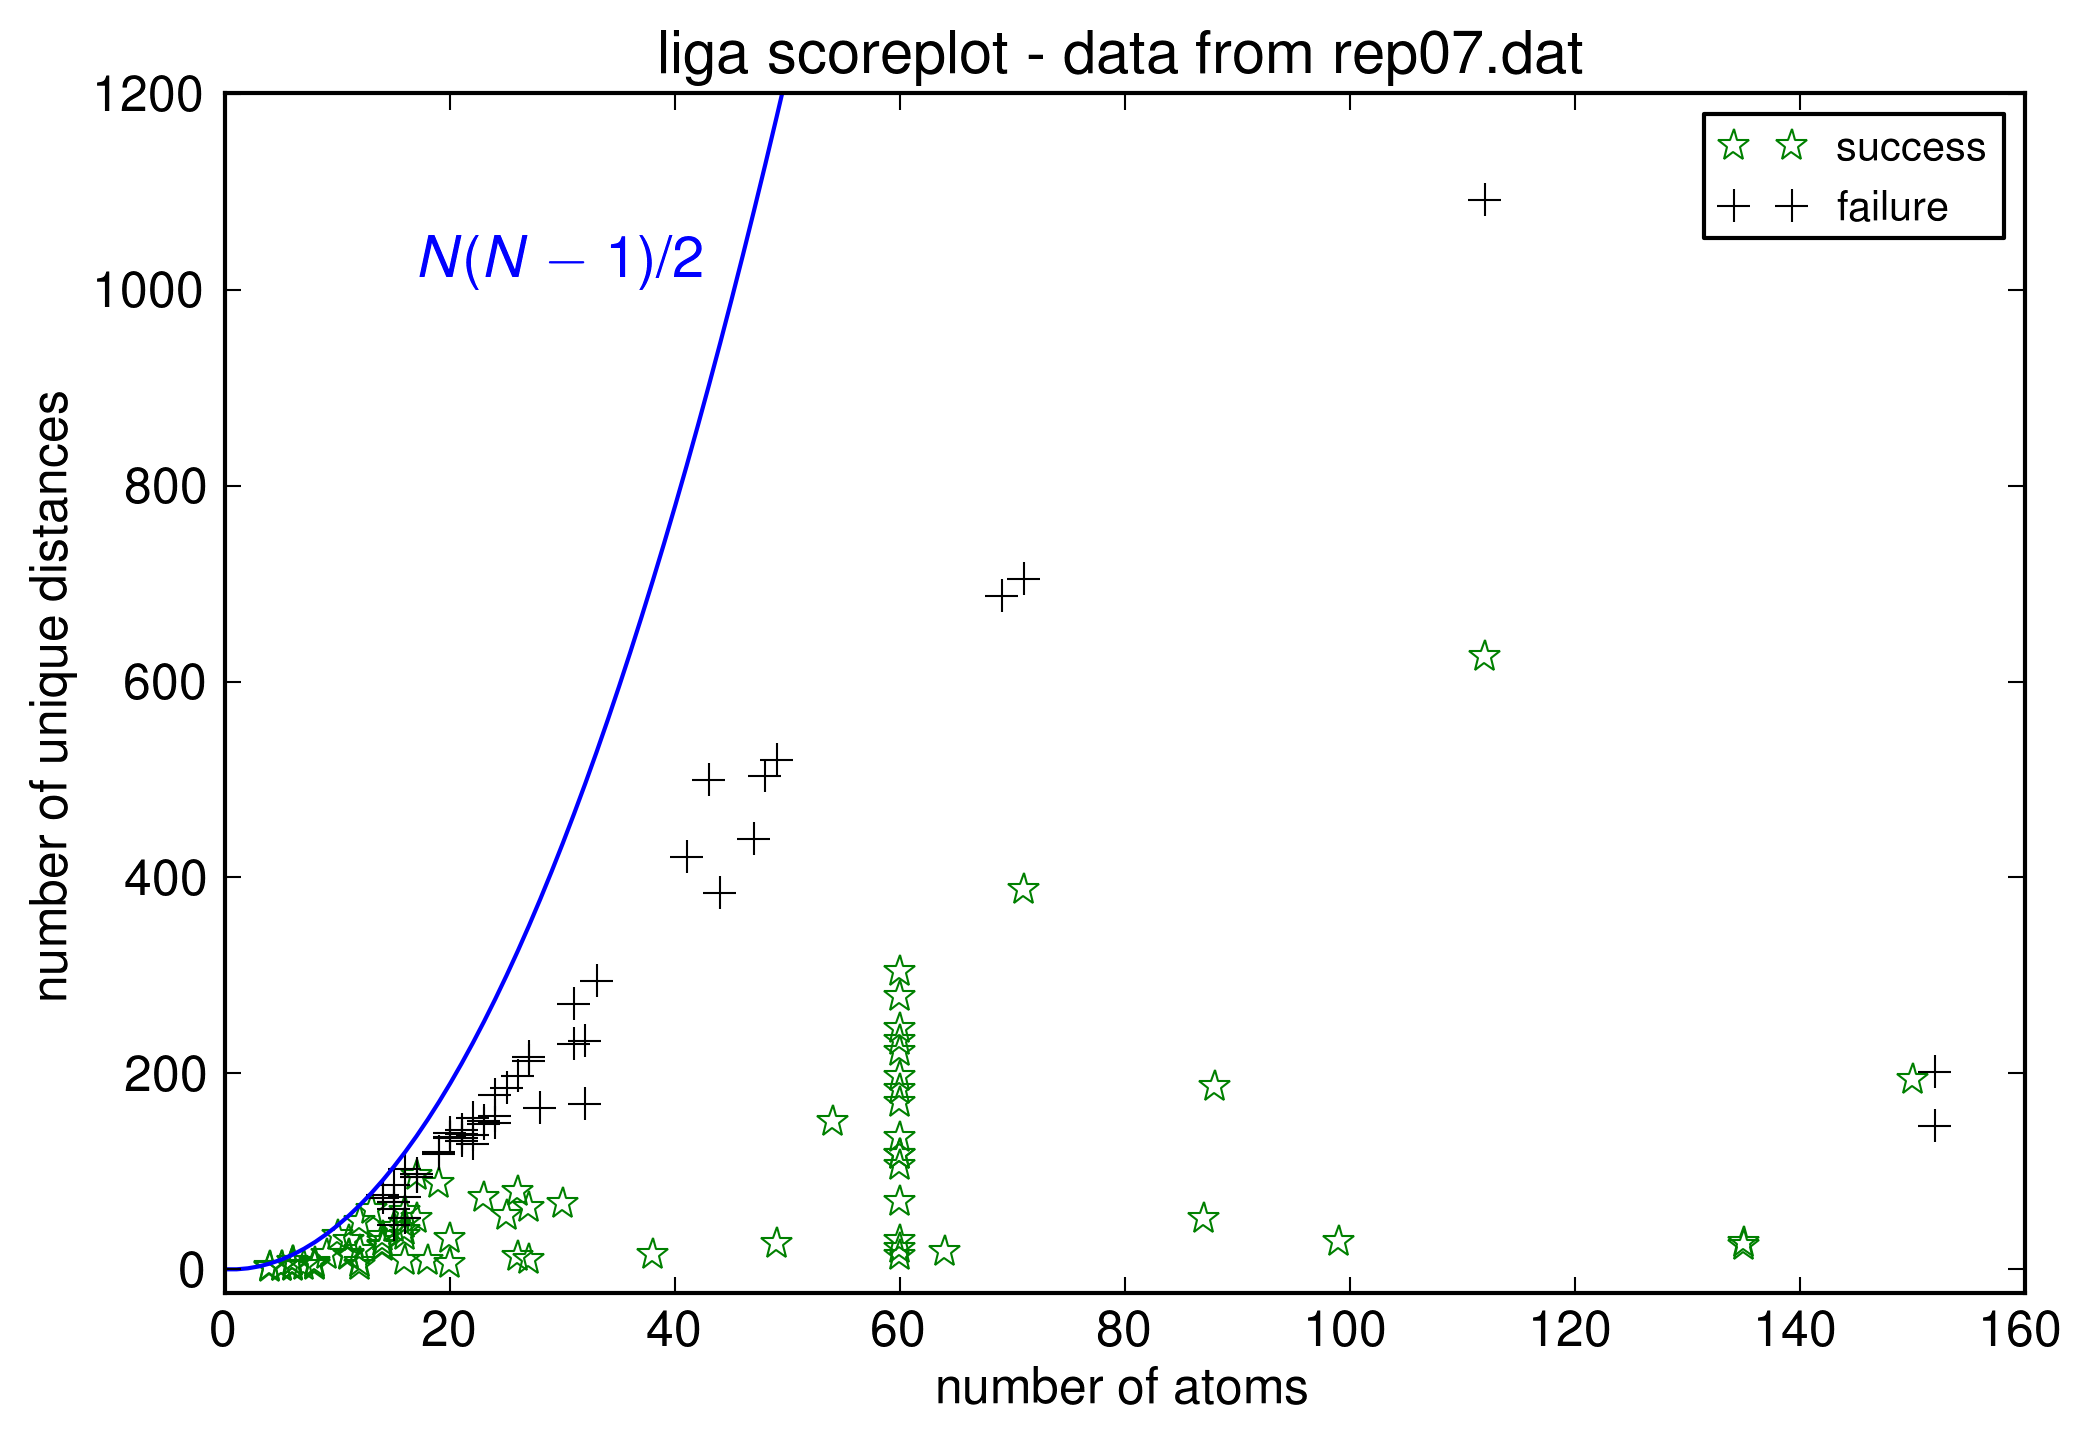 liga scoreplot - data from rep07.dat
1200
1000
800
600
400
200
0
number of unique distances
N(N − 1)/2
success
failure
0 20 40 60 80 100 120 140 160
number of atoms